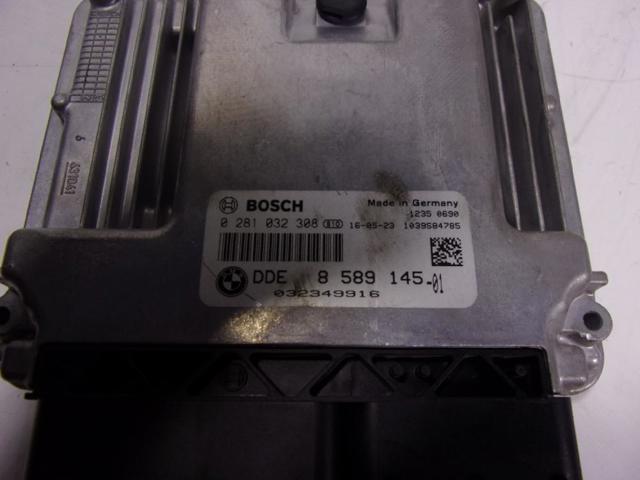 BOSCH
Made in Germany
1235 0690
0 281 032 308 810 16-05-23 1039S84785
DDE 8 589 145-01
032349916